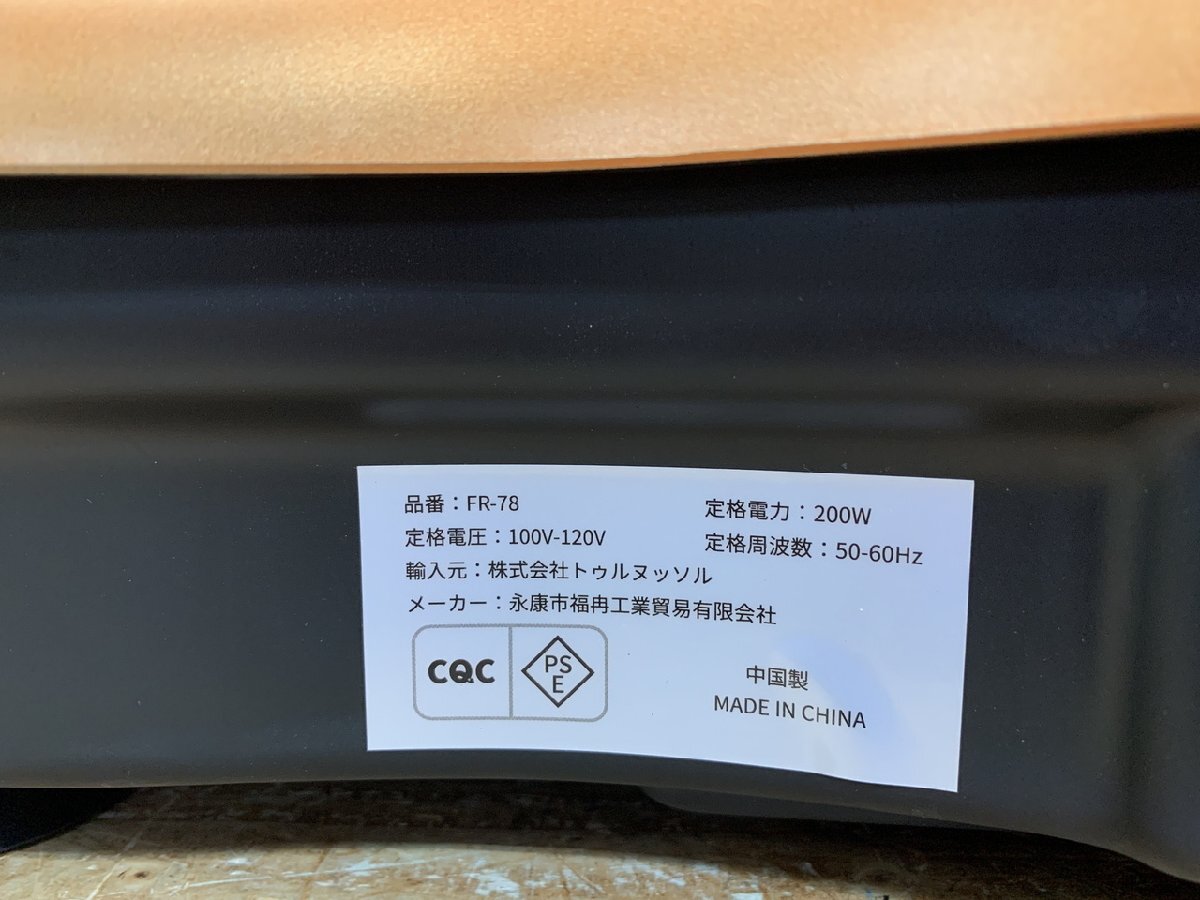 品番：FR-78 定格電力：200W
定格電圧：100V-120V 定格周波数：50-60Hz
輸入元：株式会社トゥルヌッソル
メーカー：永康市福冉工業貿易有限会社
CQC PS E
中国製
MADE IN CHINA